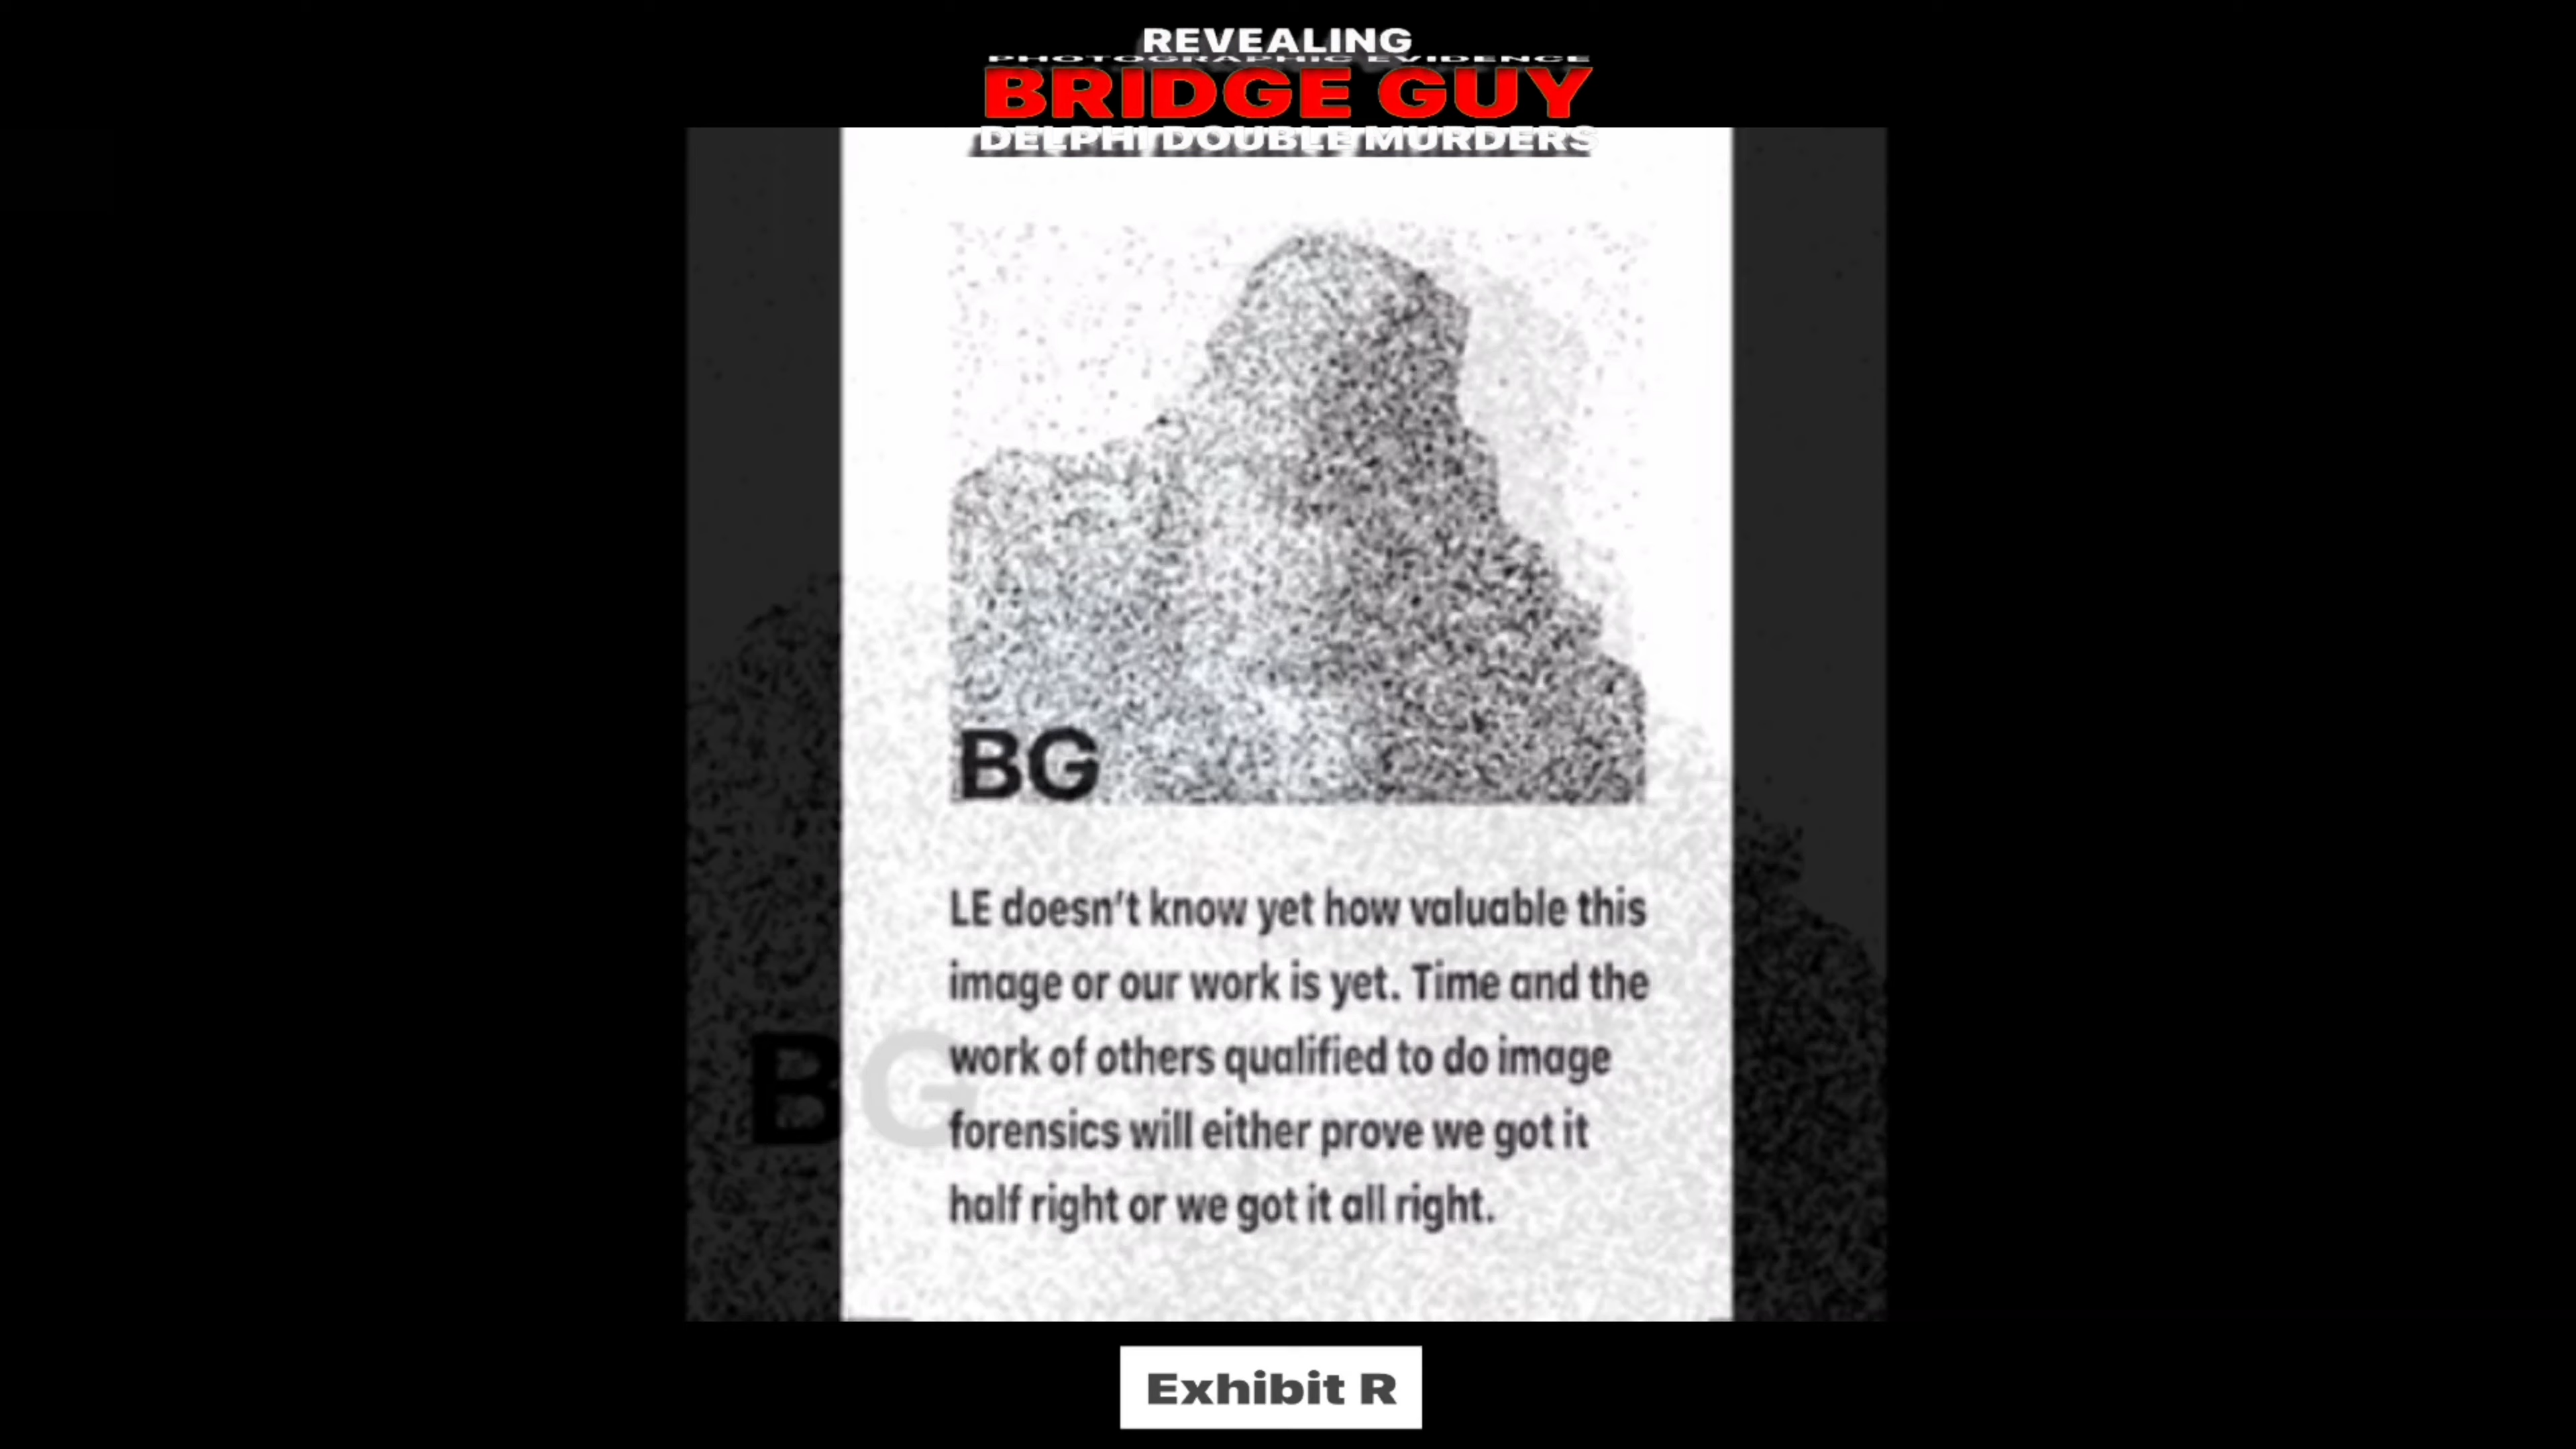 REVEALING
PHOTOGRAPHIC EVIDENCE
BRIDGE GUY
DELPHI DOUBLE MURDERS
BG
LE doesn’t know yet how valuable this
image or our work is yet. Time and the
work of others qualified to do image
forensics will either prove we got it
half right or we got it all right.
BG
Exhibit R